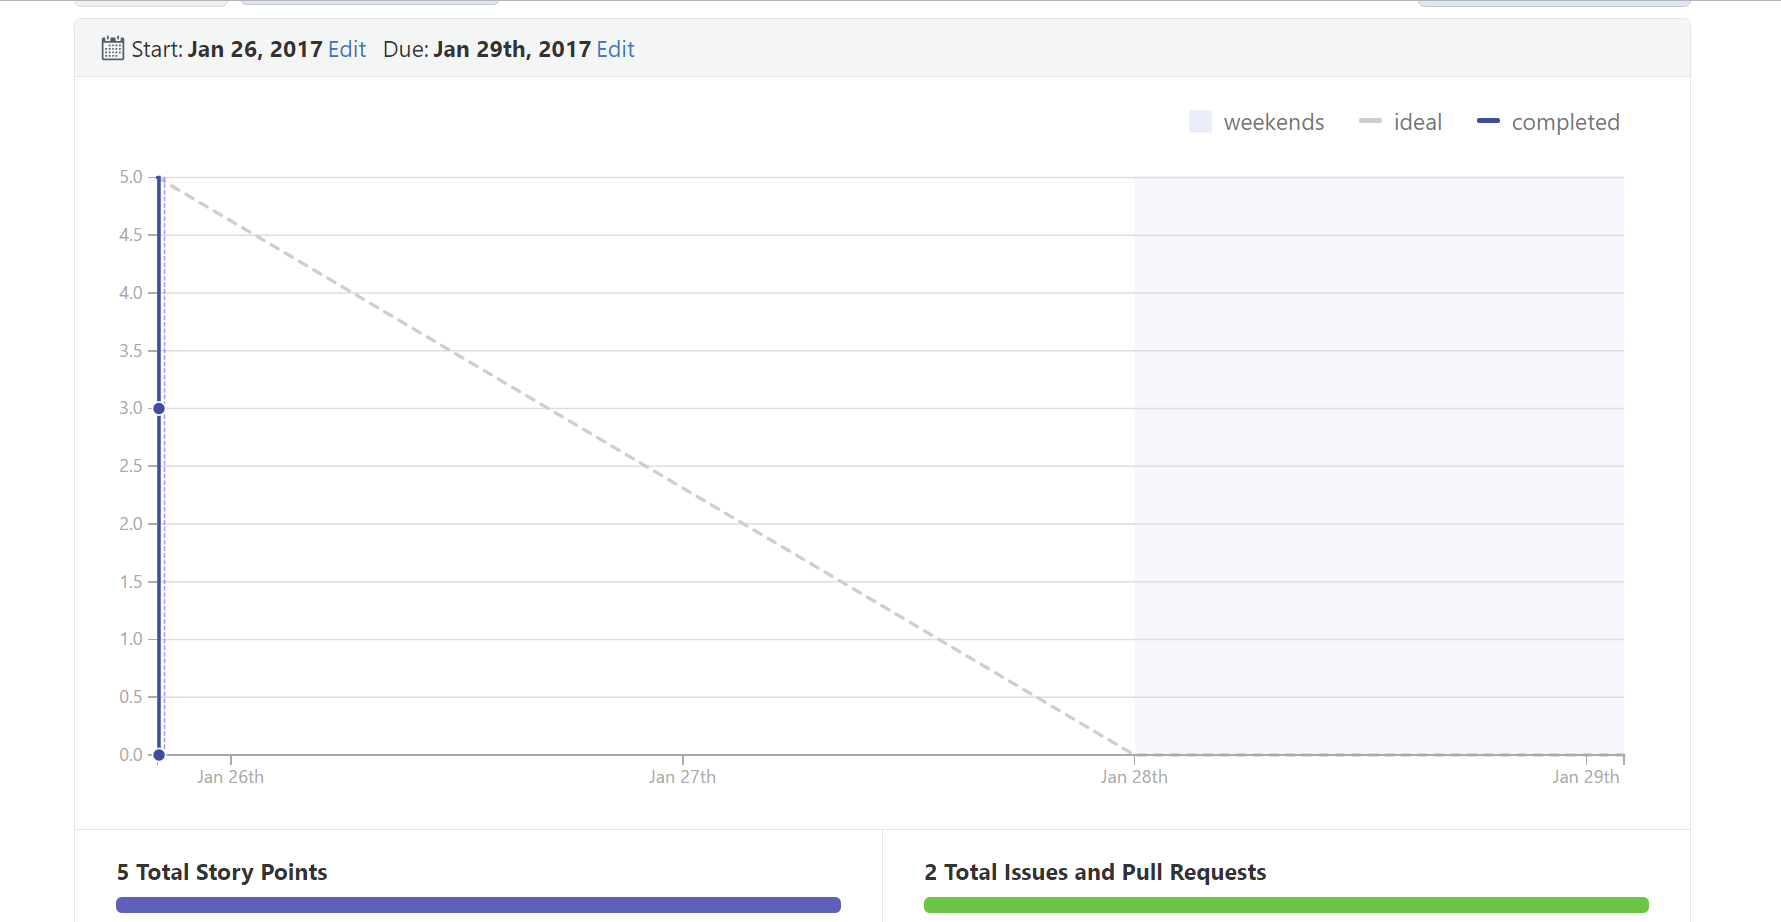 Start: Jan 26, 2017 Edit Due: Jan 29th, 2017 Edit
weekends ideal completed
5.0
4.5
4.0
3.5
3.0
2.5
2.0
1.5
1.0
0.5
0.0
Jan 26th Jan 27th Jan 28th Jan 29th
5 Total Story Points
2 Total Issues and Pull Requests